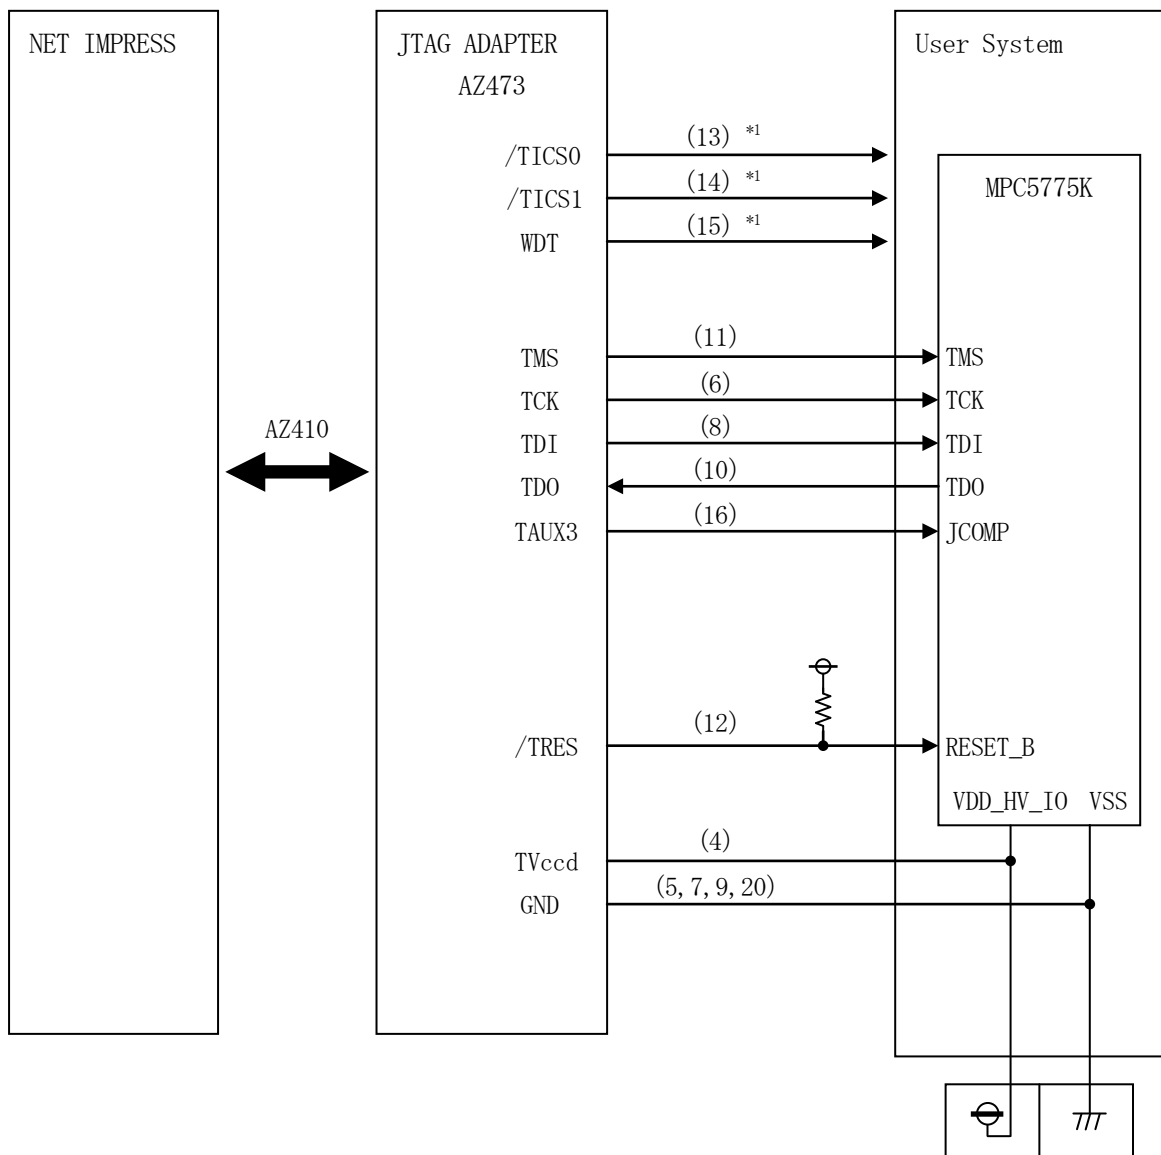 NET IMPRESS
JTAG ADAPTER
AZ473
User System
MPC5775K
/TICS0 (13) *1
/TICS1 (14) *1
WDT (15) *1
TMS (11) TMS
TCK (6) TCK
AZ410
TDI (8) TDI
TDO (10) TDO
TAUX3 (16) JCOMP
/TRES (12) RESET_B
VDD_HV_IO VSS
TVccd (4)
GND (5,7,9,20)